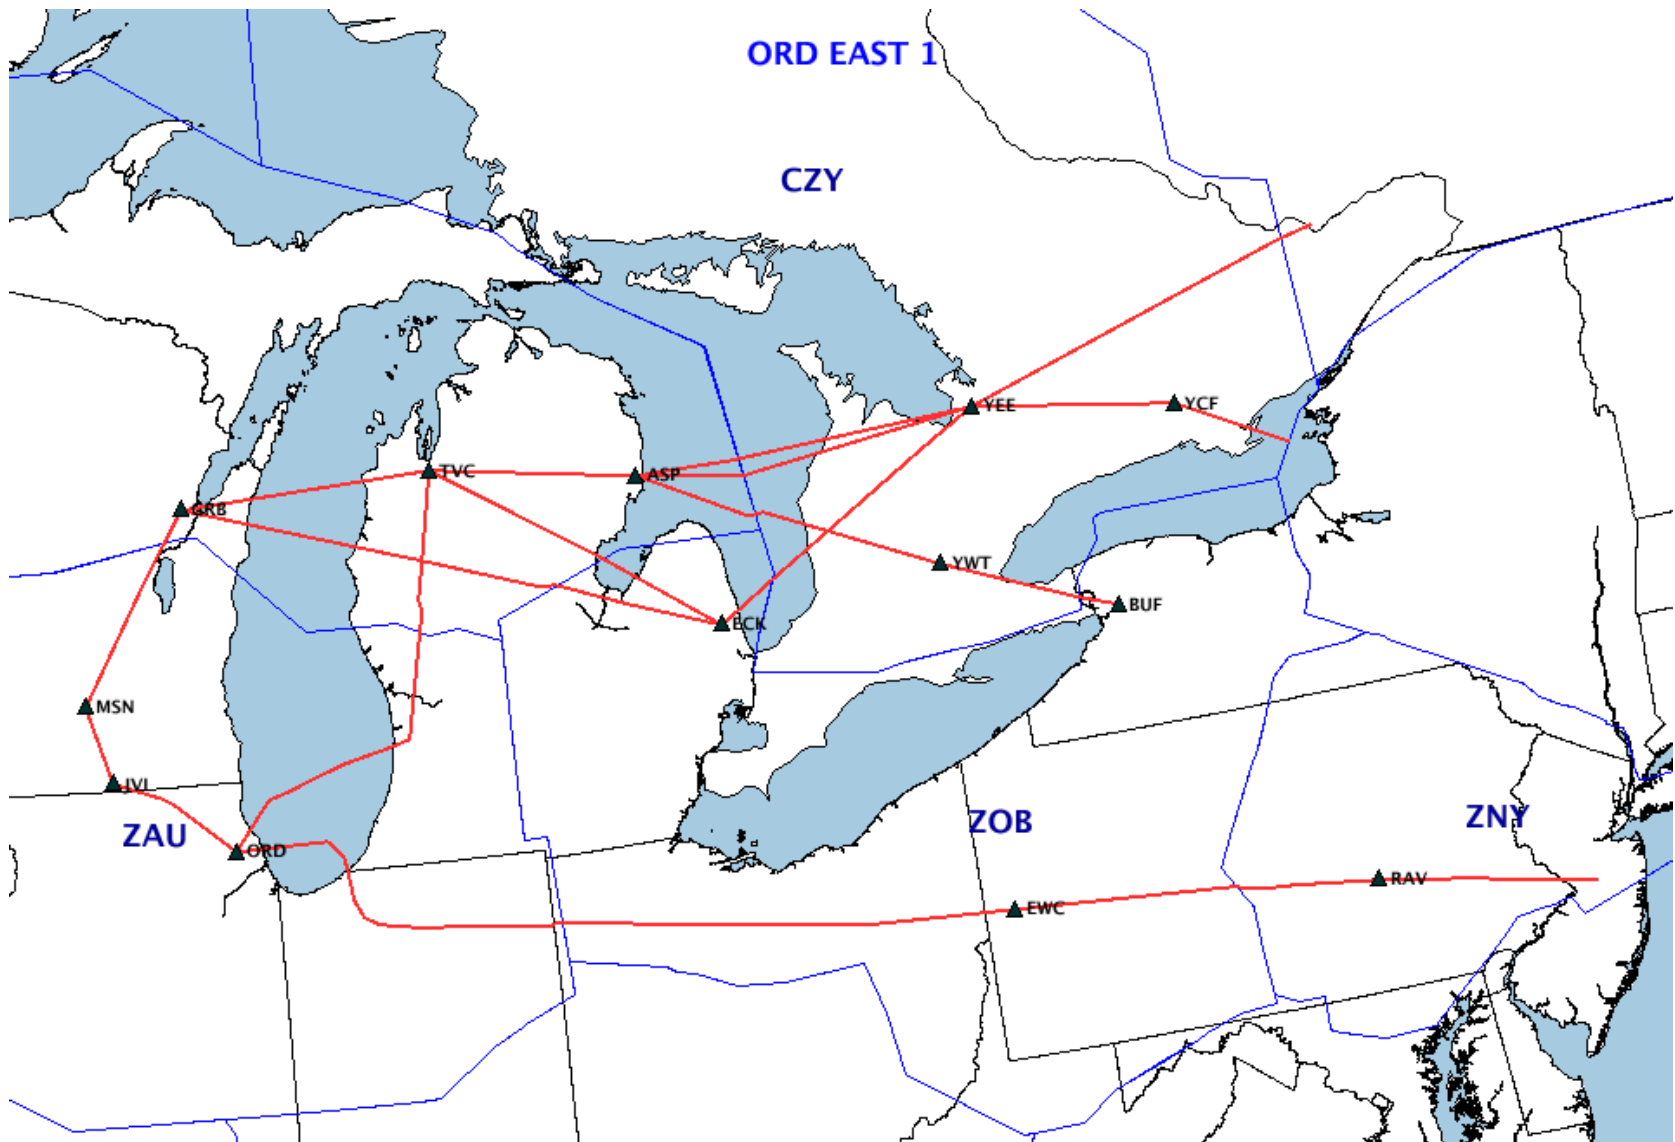 ORD EAST 1
CZY
YEE
YCF
TVC
ASP
GRB
YWT
BUF
ECK
MSN
JVL
ZAU
ORD
ZOB
ZNY
RAV
EWC